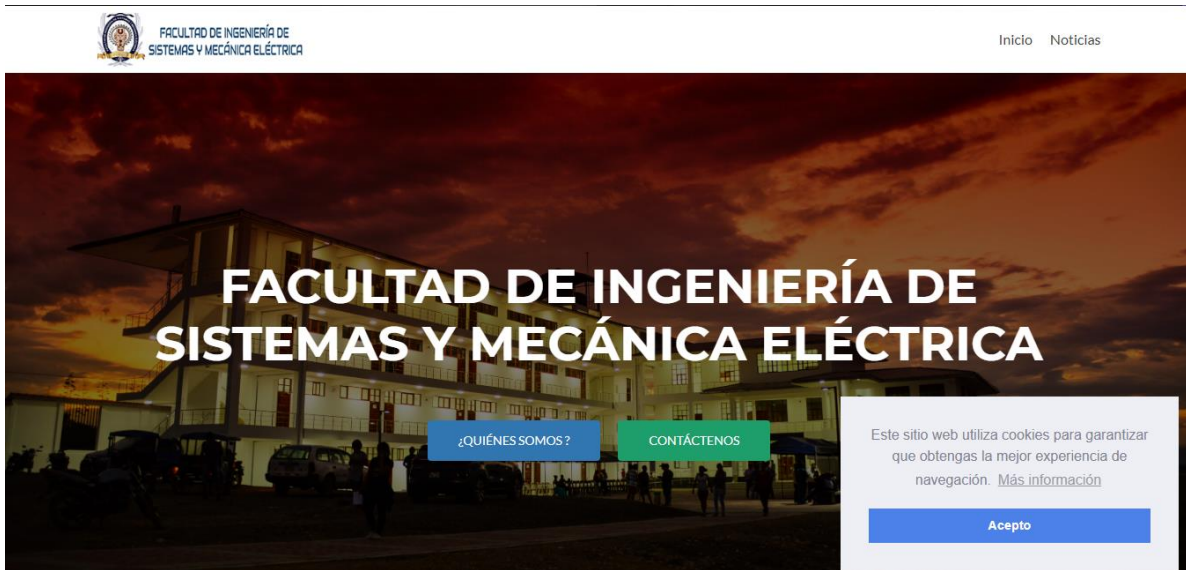 FACULTAD DE INGENIERÍA DE
SISTEMAS Y MECÁNICA ELÉCTRICA
Inicio Noticias
FACULTAD DE INGENIERÍA DE
SISTEMAS Y MECÁNICA ELÉCTRICA
¿QUIÉNES SOMOS ?
CONTÁCTENOS
Este sitio web utiliza cookies para garantizar
que obtengas la mejor experiencia de
navegación. Más información
Acepto